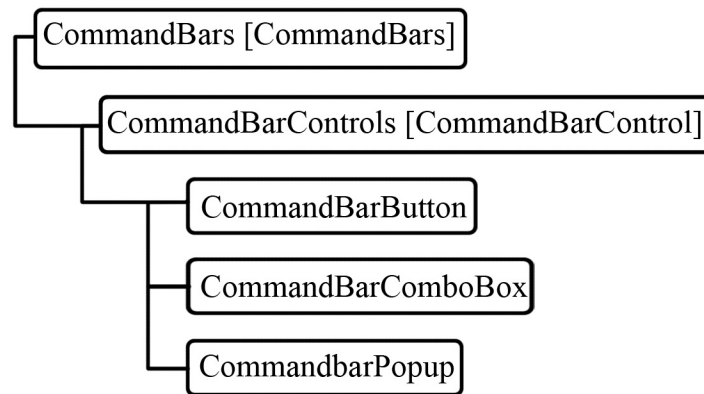 CommandBars [CommandBars]
CommandBarControls [CommandBarControl]
CommandBarButton
CommandBarComboBox
CommandbarPopup